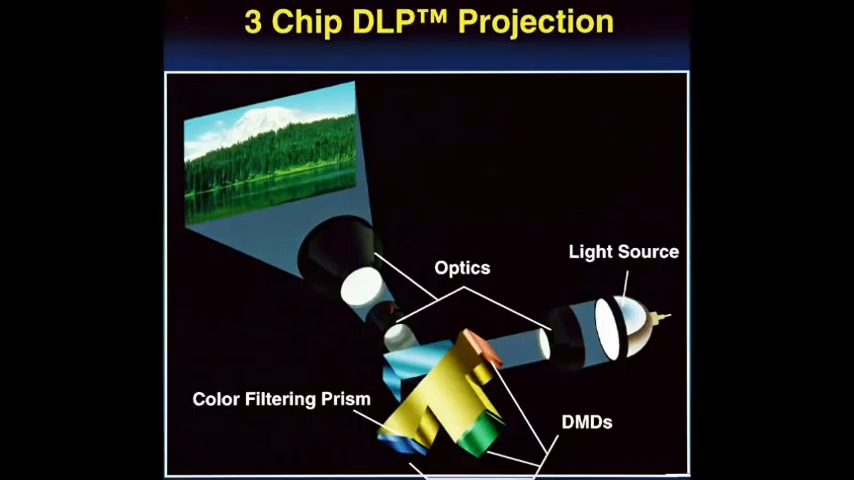 3 Chip DLP™ Projection
Light Source
Optics
Color Filtering Prism
DMDs